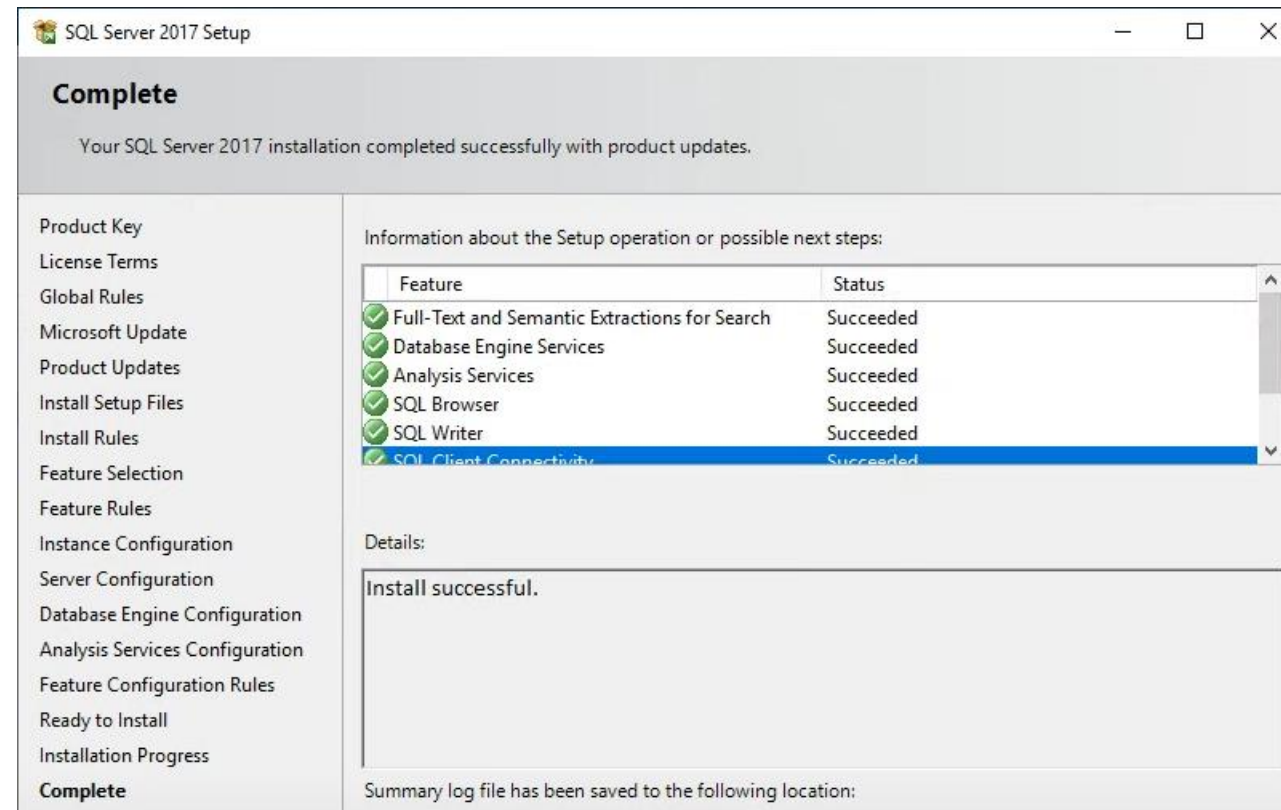 SQL Server 2017 Setup
Complete
Your SQL Server 2017 installation completed successfully with product updates.
Product Key
License Terms
Global Rules
Microsoft Update
Product Updates
Install Setup Files
Install Rules
Feature Selection
Feature Rules
Instance Configuration
Server Configuration
Database Engine Configuration
Analysis Services Configuration
Feature Configuration Rules
Ready to Install
Installation Progress
Complete
Information about the Setup operation or possible next steps:
Feature Status
Full-Text and Semantic Extractions for Search Succeeded
Database Engine Services Succeeded
Analysis Services Succeeded
SQL Browser Succeeded
SQL Writer Succeeded
SQL Client Connectivity Succeeded
Details:
Install successful.
Summary log file has been saved to the following location: